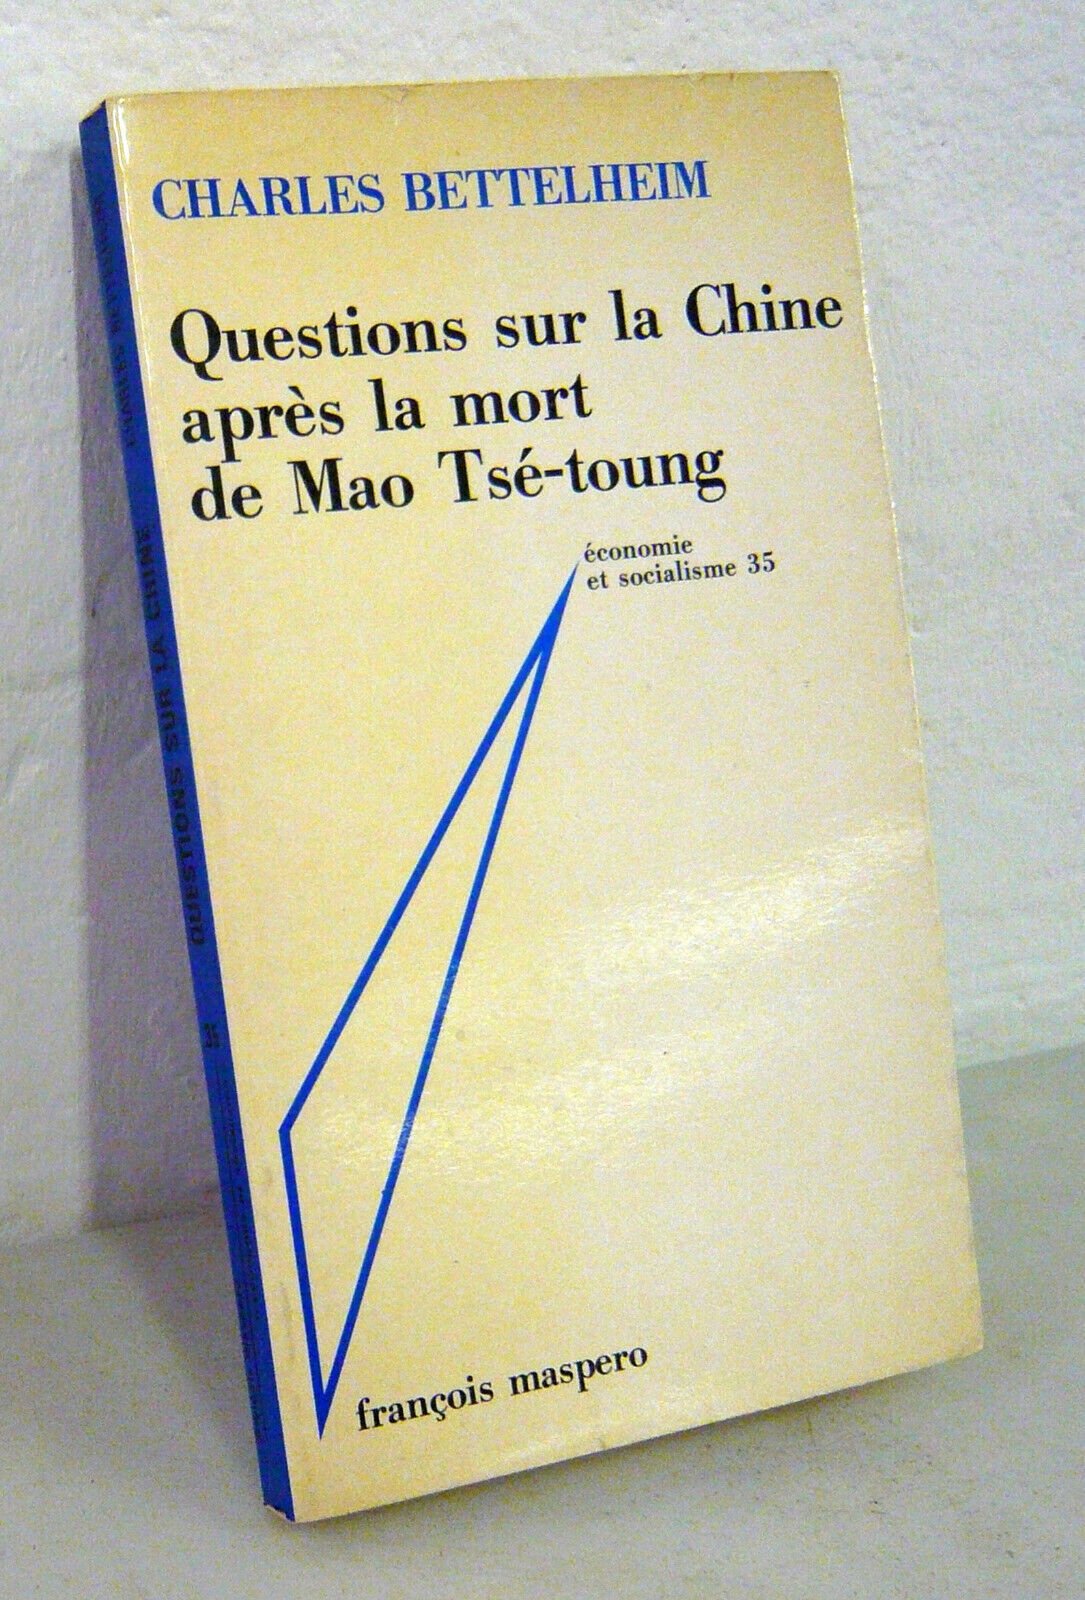 CHARLES BETTELHEIM
Questions sur la Chine
après la mort
de Mao Tsé-toung
économie
et socialisme 35
françois maspero
QUESTIONS SUR LA CHINE
35